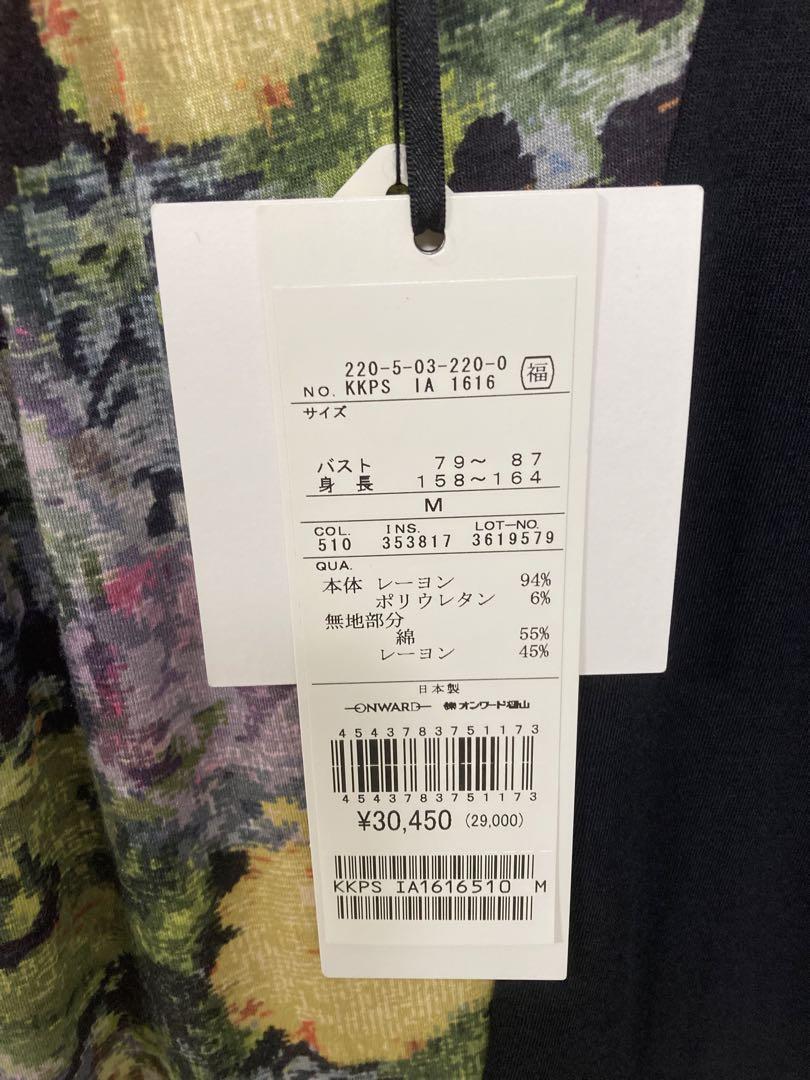 220-5-03-220-0
NO. KKPS IA 1616 福
サイズ
バスト 79～ 87
身長 158～164
M
COL. INS. LOT-NO.
510 353817 3619579
QUA.
本体 レーヨン 94%
ポリウレタン 6%
無地部分
綿 55%
レーヨン 45%
日本製
ONWARD ㈱オンワード樫山
4543783751173
4543783751173
¥30,450 (29,000)
KKPS IA1616510 M